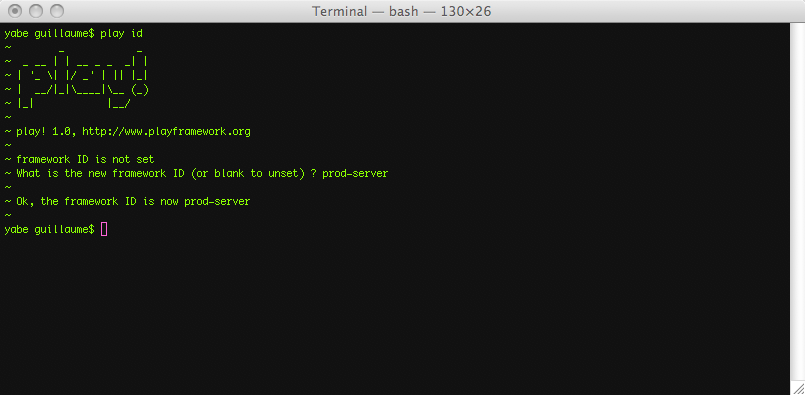 Terminal — bash — 130×26
yabe guillaume$ play id
~        _            _
~  _ __ | | __ _ _  _| |
~ | '_ \| |/ _' | || |_|
~ |  __/|_|\____|\__ (_)
~ |_|            |__/
~
~ play! 1.0, http://www.playframework.org
~
~ framework ID is not set
~ What is the new framework ID (or blank to unset) ? prod-server
~
~ Ok, the framework ID is now prod-server
~
yabe guillaume$